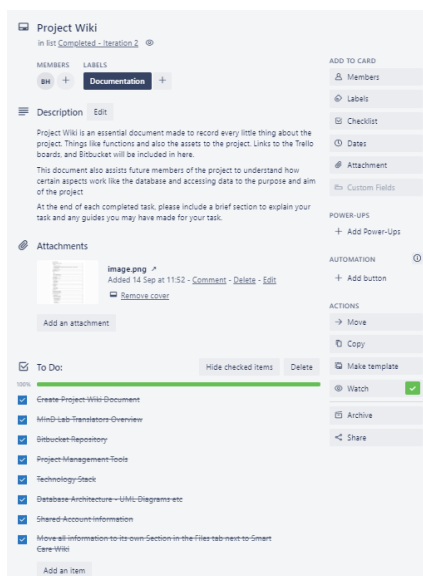 Project Wiki
in list Completed - Iteration 2
MEMBERS LABELS
BH + Documentation +
Description Edit
Project Wiki is an essential document made to record every little thing about the
project. Things like functions and also the assets to the project. Links to the Trello
boards, and Bitbucket will be included in here.
This document also assists future members of the project to understand how
certain aspects work like the database and accessing data to the purpose and aim
of the project
At the end of each completed task, please include a brief section to explain your
task and any guides you may have made for your task.
Attachments
image.png ↗
Added 14 Sep at 11:52 - Comment - Delete - Edit
Remove cover
Add an attachment
To Do: Hide checked items Delete
100%
Create Project Wiki Document
MinD Lab Translators Overview
Bitbucket Repository
Project Management Tools
Technology Stack
Database Architecture - UML Diagrams etc
Shared Account Information
Move all information to its own Section in the Files tab next to Smart
Care Wiki
Add an item
ADD TO CARD
Members
Labels
Checklist
Dates
Attachment
Custom Fields
POWER-UPS
+ Add Power-Ups
AUTOMATION
+ Add button
ACTIONS
→ Move
Copy
Make template
Watch
Archive
Share